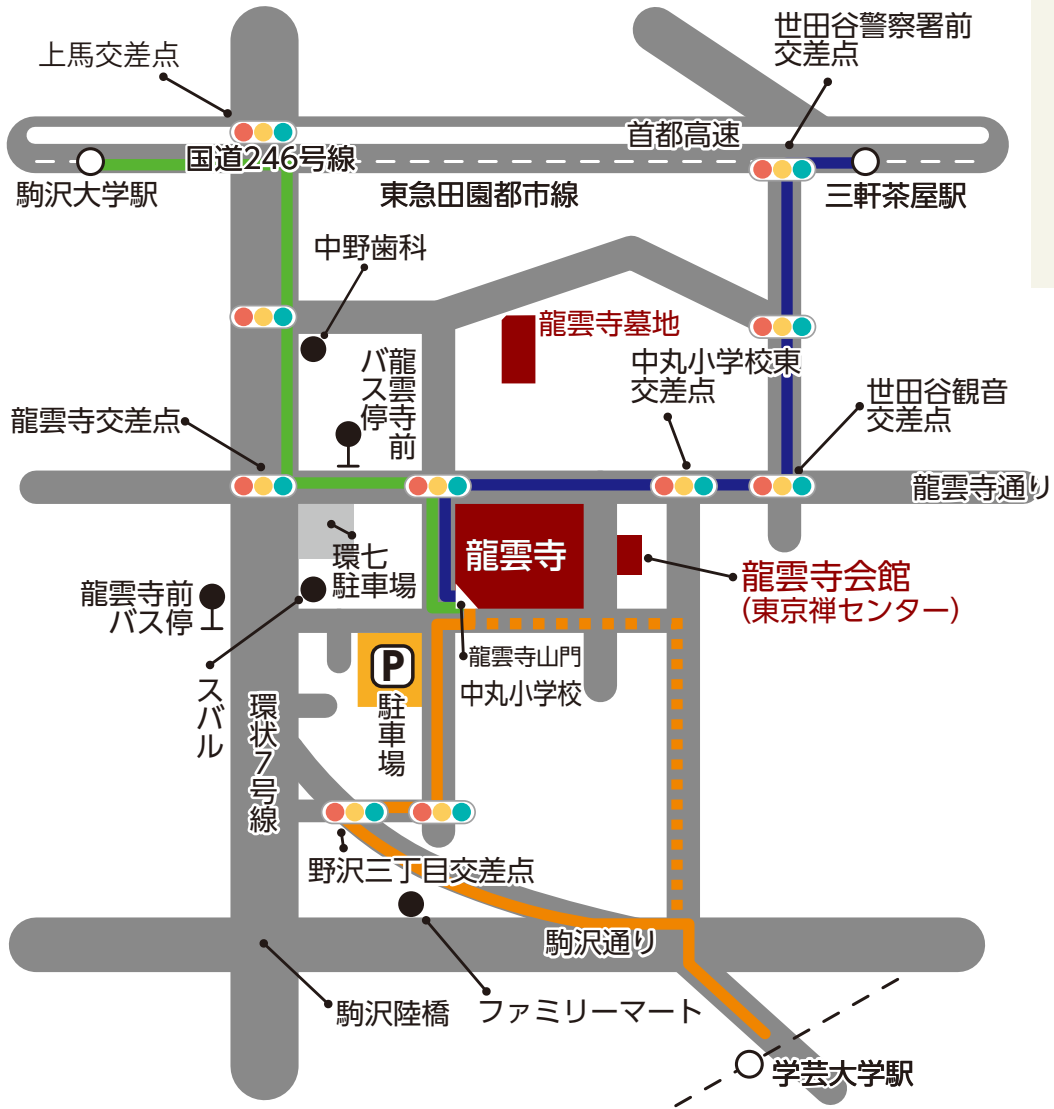 世田谷警察署前
交差点
上馬交差点
首都高速
国道246号線
駒沢大学駅
東急田園都市線
三軒茶屋駅
中野歯科
龍雲寺墓地
龍雲寺前
バス停
中丸小学校東
交差点
世田谷観音
交差点
龍雲寺交差点
龍雲寺通り
龍雲寺
環七
駐車場
龍雲寺会館
(東京禅センター)
龍雲寺前
バス停
龍雲寺山門
P
中丸小学校
スバル
環状7号線
駐車場
野沢三丁目交差点
駒沢通り
駒沢陸橋
ファミリーマート
学芸大学駅